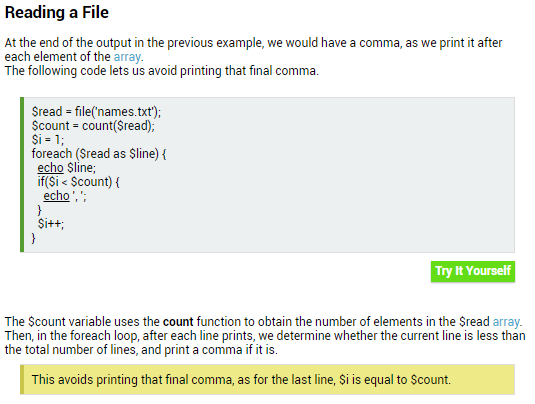 Reading a File
At the end of the output in the previous example, we would have a comma, as we print it after
each element of the array.
The following code lets us avoid printing that final comma.
$read = file('names.txt');
$count = count($read);
$i = 1;
foreach ($read as $line) {
echo $line;
if($i < $count) {
echo ', ';
}
$i++;
}
Try It Yourself
The $count variable uses the count function to obtain the number of elements in the $read array.
Then, in the foreach loop, after each line prints, we determine whether the current line is less than
the total number of lines, and print a comma if it is.
This avoids printing that final comma, as for the last line, $i is equal to $count.